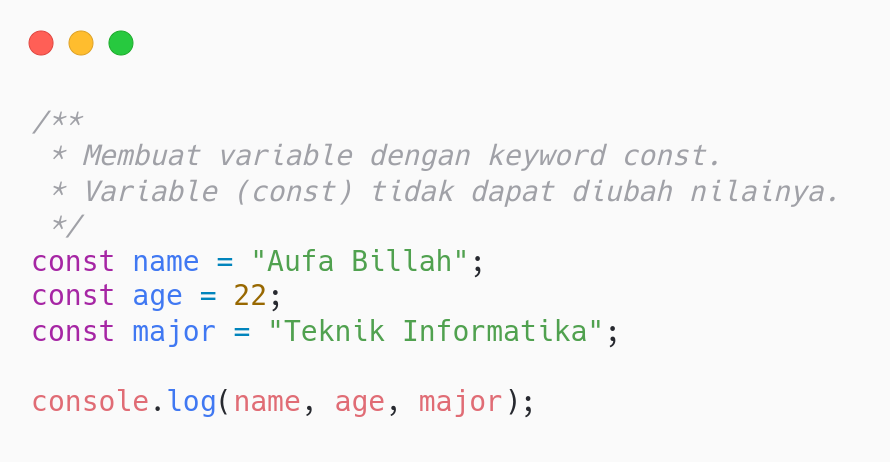 /**
 * Membuat variable dengan keyword const.
 * Variable (const) tidak dapat diubah nilainya.
 */
const name = "Aufa Billah";
const age = 22;
const major = "Teknik Informatika";
console.log(name, age, major);